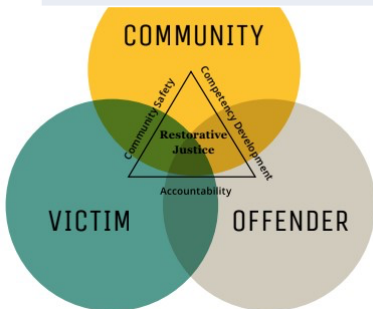 COMMUNITY
Community Safety
Competency Development
Restorative
Justice
Accountability
VICTIM
OFFENDER